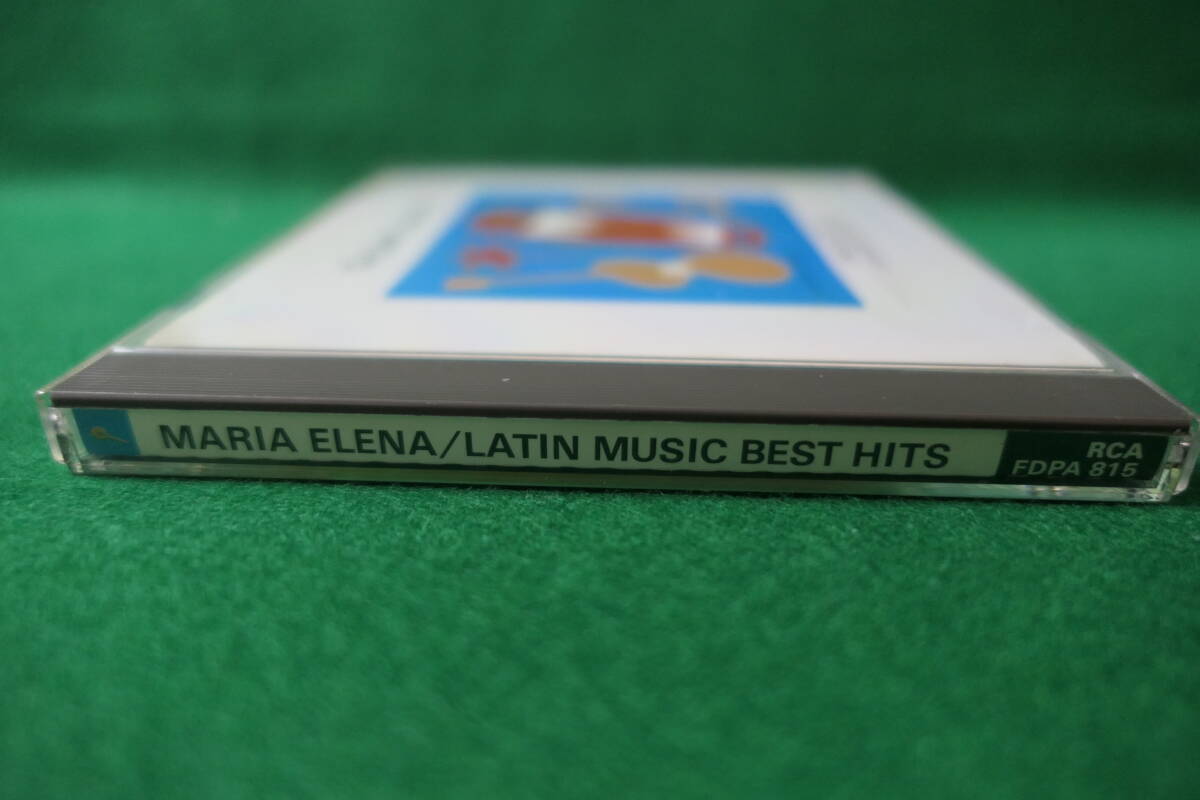 MARIA ELENA/LATIN MUSIC BEST HITS
RCA
FDPA 815